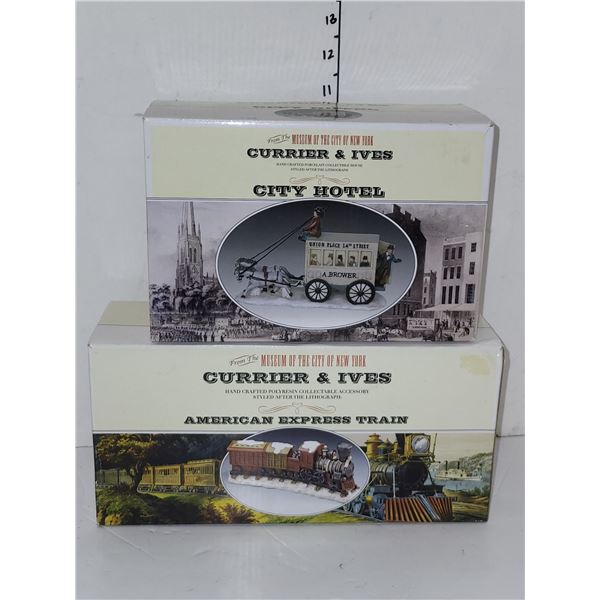 13
12
11
From The MUSEUM OF THE CITY OF NEW YORK
CURRIER & IVES
HAND CRAFTED PORCELAIN COLLECTIBLE HOUSE
STYLED AFTER THE LITHOGRAPH
CITY HOTEL
UNION PLACE 14TH STREET
A. BROWER
From The MUSEUM OF THE CITY OF NEW YORK
CURRIER & IVES
HAND CRAFTED POLYRESIN COLLECTABLE ACCESSORY
STYLED AFTER THE LITHOGRAPH
AMERICAN EXPRESS TRAIN